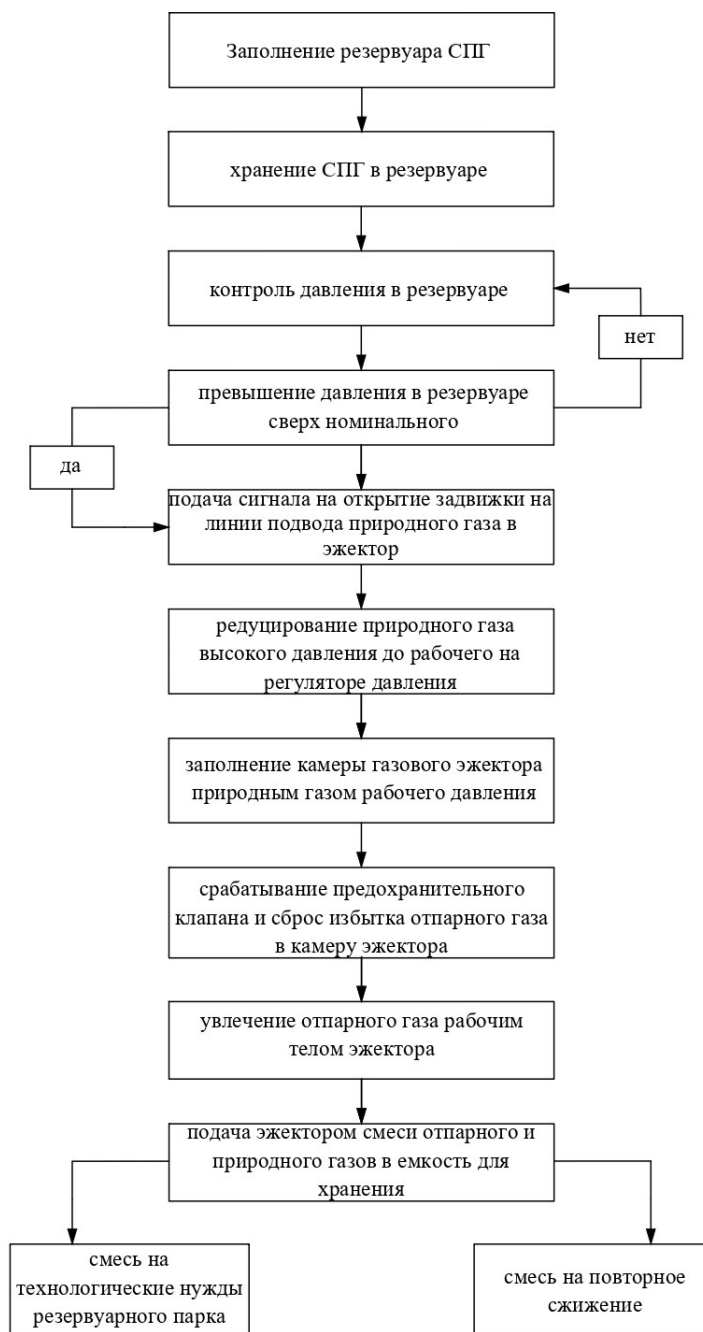 Заполнение резервуара СПГ
хранение СПГ в резервуаре
контроль давления в резервуаре
нет
превышение давления в резервуаре
сверх номинального
да
подача сигнала на открытие задвижки на
линии подвода природного газа в
эжектор
редуцирование природного газа
высокого давления до рабочего на
регуляторе давления
заполнение камеры газового эжектора
природным газом рабочего давления
срабатывание предохранительного
клапана и сброс избытка отпарного газа
в камеру эжектора
увлечение отпарного газа рабочим
телом эжектора
подача эжектором смеси отпарного и
природного газов в емкость для
хранения
смесь на
технологические нужды
резервуарного парка
смесь на повторное
сжижение